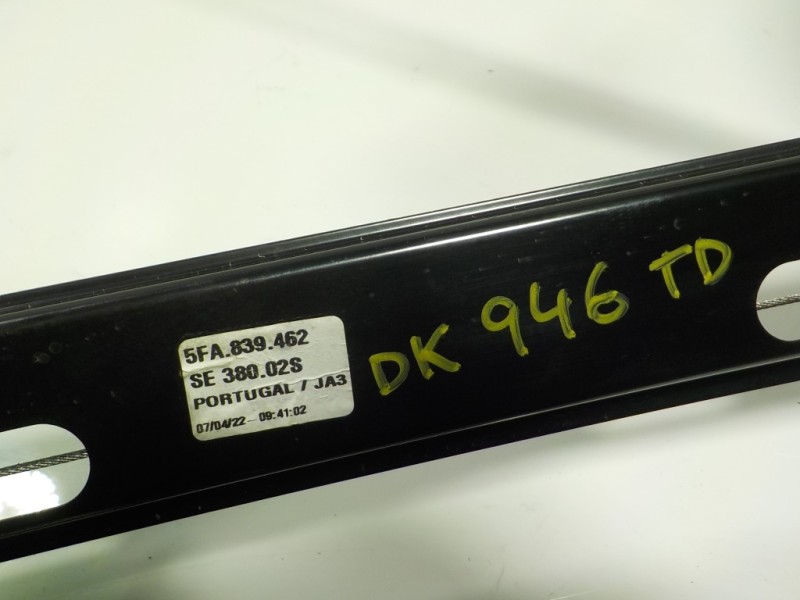 5FA.839.462
SE 380.02S
PORTUGAL / JA3
07/04/22 - 09:41:02
DK 946 TD